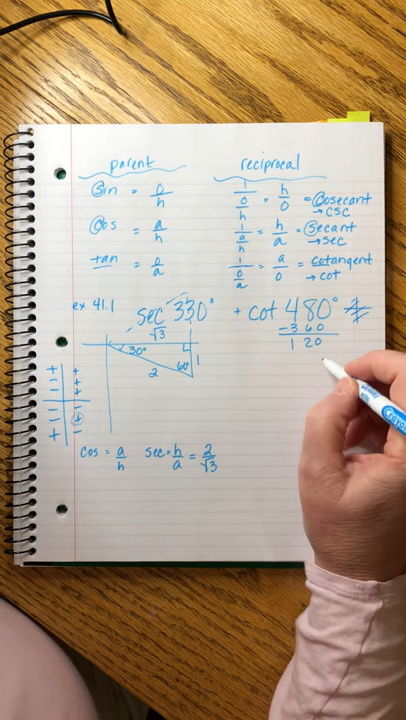 parent
sin = o/h
cos = a/h
tan = o/a
reciprocal
1/(o/h) = h/o = cosecant
→ csc
1/(a/h) = h/a = secant
→ sec
1/(o/a) = a/o = cotangent
→ cot
ex 41.1 sec 330°
√3
30°
60°
1
2
+ +
− +
− +
− −
− +
+ −
cos = a/h sec = h/a = 2/√3
+ cot 480°
−360
120
Crayola